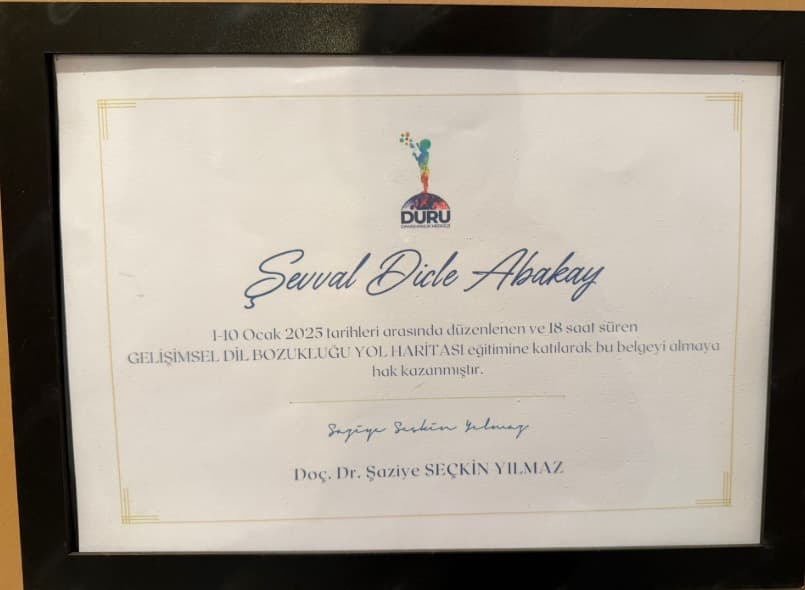 DURU
DANIŞMANLIK MERKEZİ
Şevval Dicle Abakay
1-10 Ocak 2025 tarihleri arasında düzenlenen ve 18 saat süren
GELİŞİMSEL DİL BOZUKLUĞU YOL HARİTASI eğitimine katılarak bu belgeyi almaya
hak kazanmıştır.
Şaziye Seçkin Yılmaz
Doç. Dr. Şaziye SEÇKİN YILMAZ